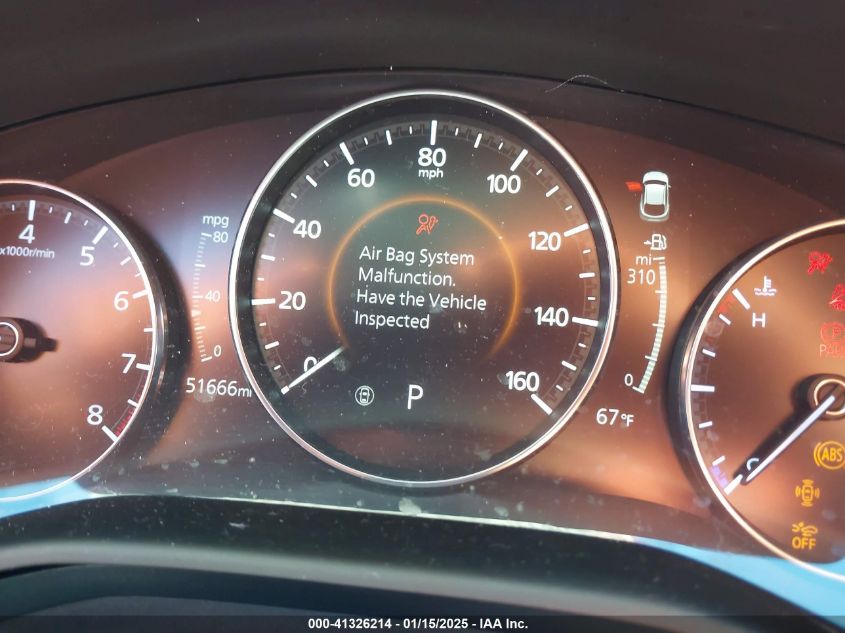 80
mph
60
100
40
120
20
140
0
160
Air Bag System
Malfunction.
Have the Vehicle
Inspected
P
4
x1000r/min
5
6
7
8
mpg
80
40
0
51666mi
mi
310
0
67°F
H
C
ABS
OFF
000-41326214 - 01/15/2025 - IAA Inc.